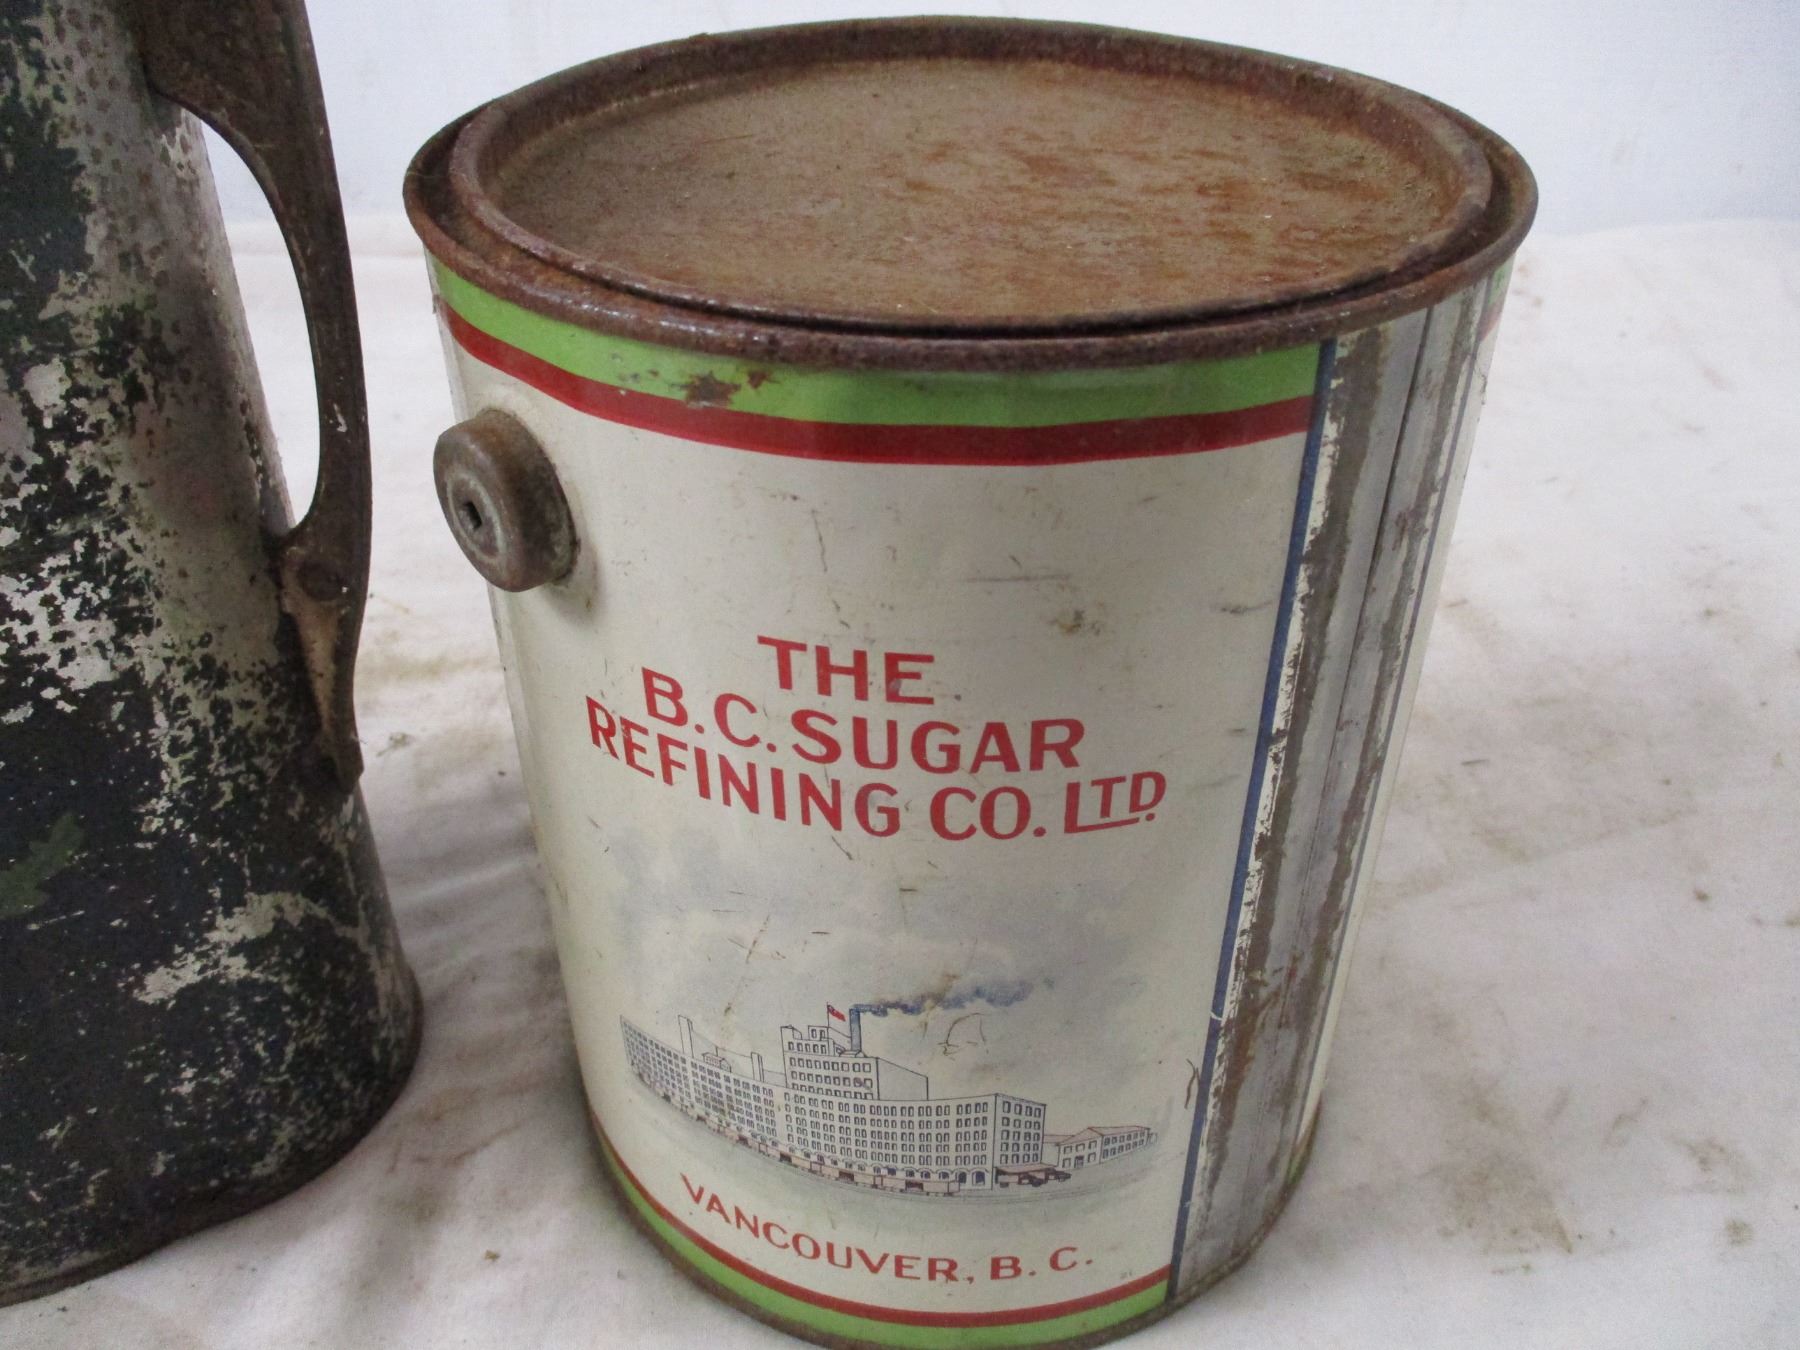 THE
B.C. SUGAR
REFINING CO. LTD.
VANCOUVER, B.C.